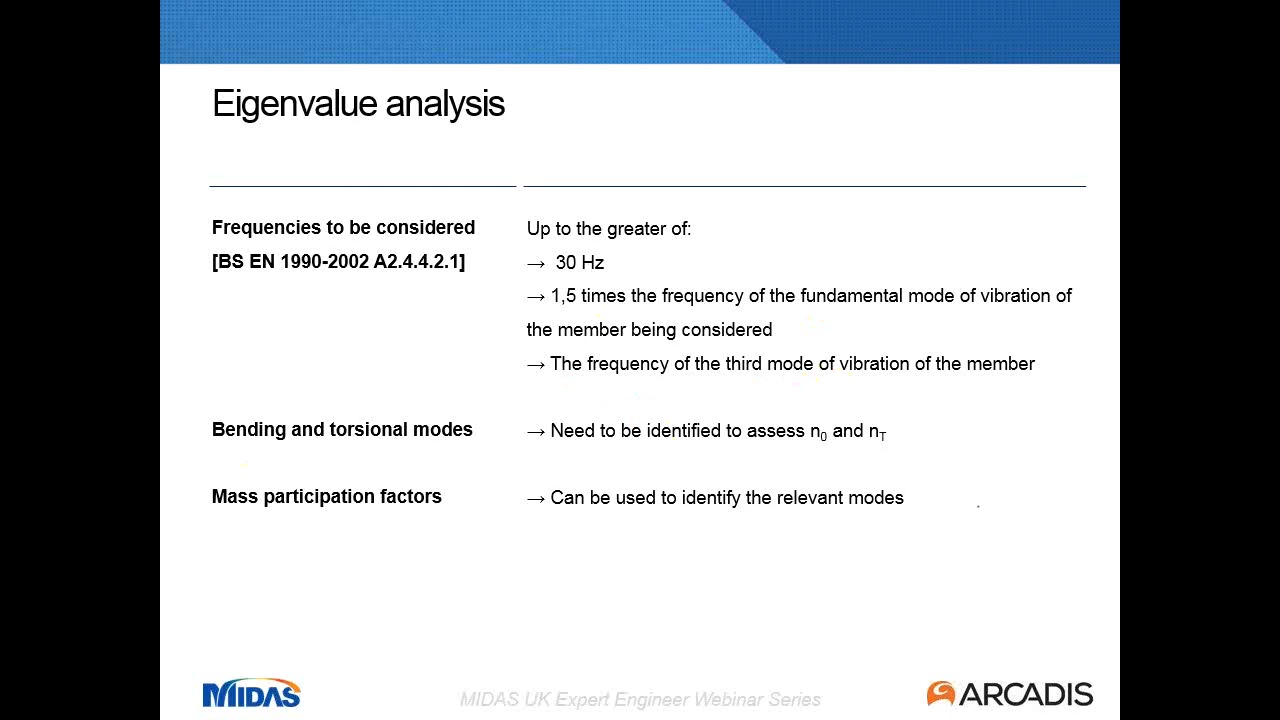 Eigenvalue analysis
Frequencies to be considered
[BS EN 1990-2002 A2.4.4.2.1]
Up to the greater of:
→ 30 Hz
→ 1,5 times the frequency of the fundamental mode of vibration of
the member being considered
→ The frequency of the third mode of vibration of the member
Bending and torsional modes
→ Need to be identified to assess n0 and nT
Mass participation factors
→ Can be used to identify the relevant modes
MIDAS
MIDAS UK Expert Engineer Webinar Series
ARCADIS